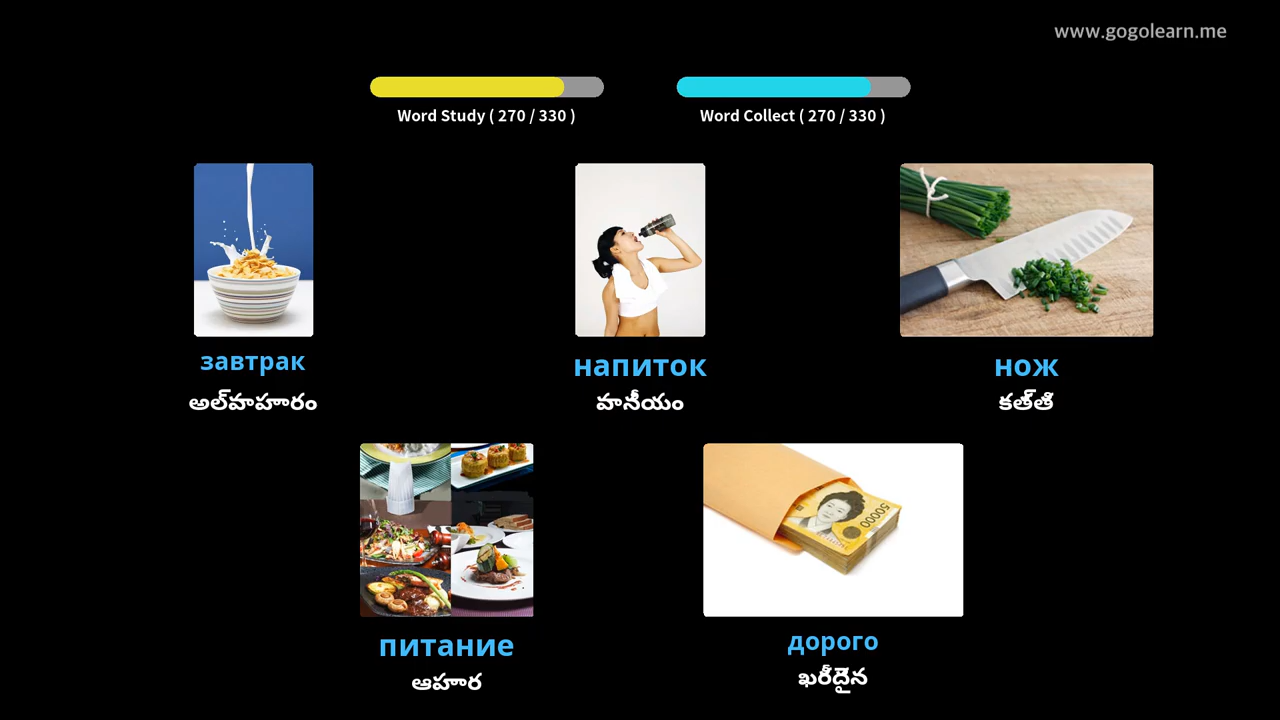 www.gogolearn.me
Word Study ( 270 / 330 )
Word Collect ( 270 / 330 )
завтрак
напиток
нож
అల్పాహారం
పానీయం
కత్తి
питание
дорого
ఆహార
ఖరీదైన
50000